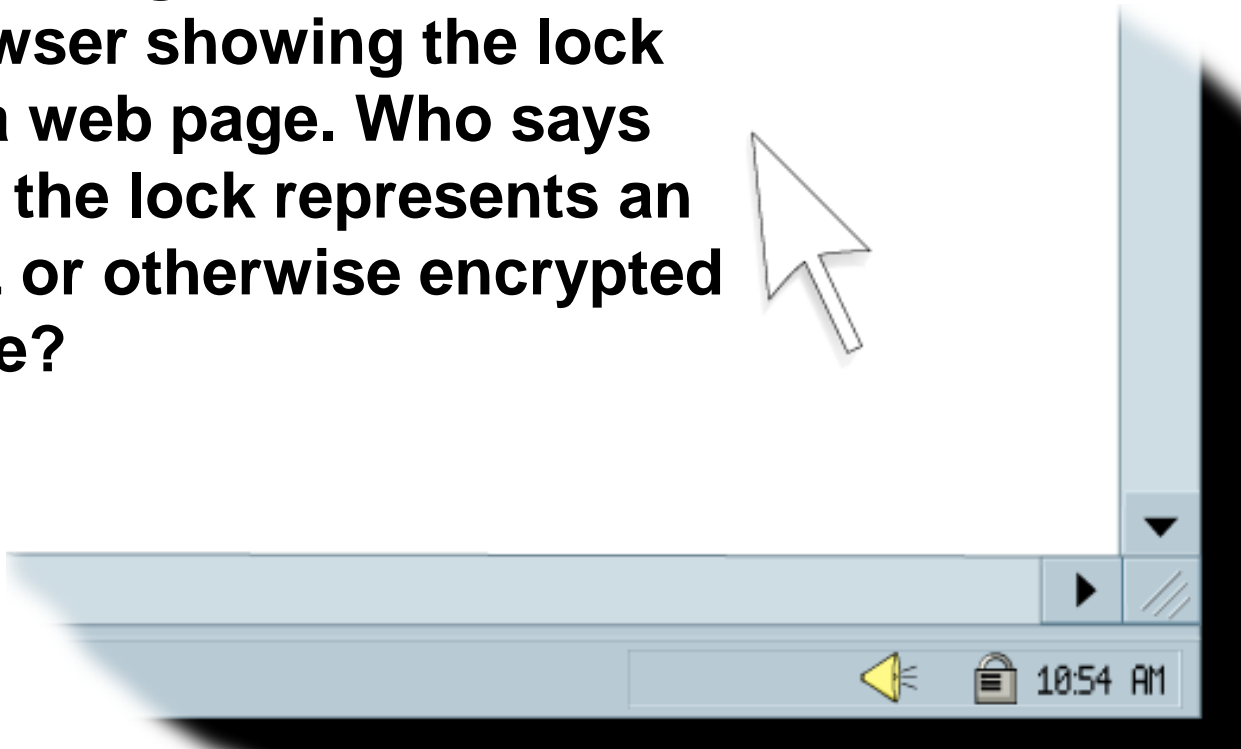 wser showing the lock
web page. Who says
the lock represents an
or otherwise encrypted
e?
10:54 AM